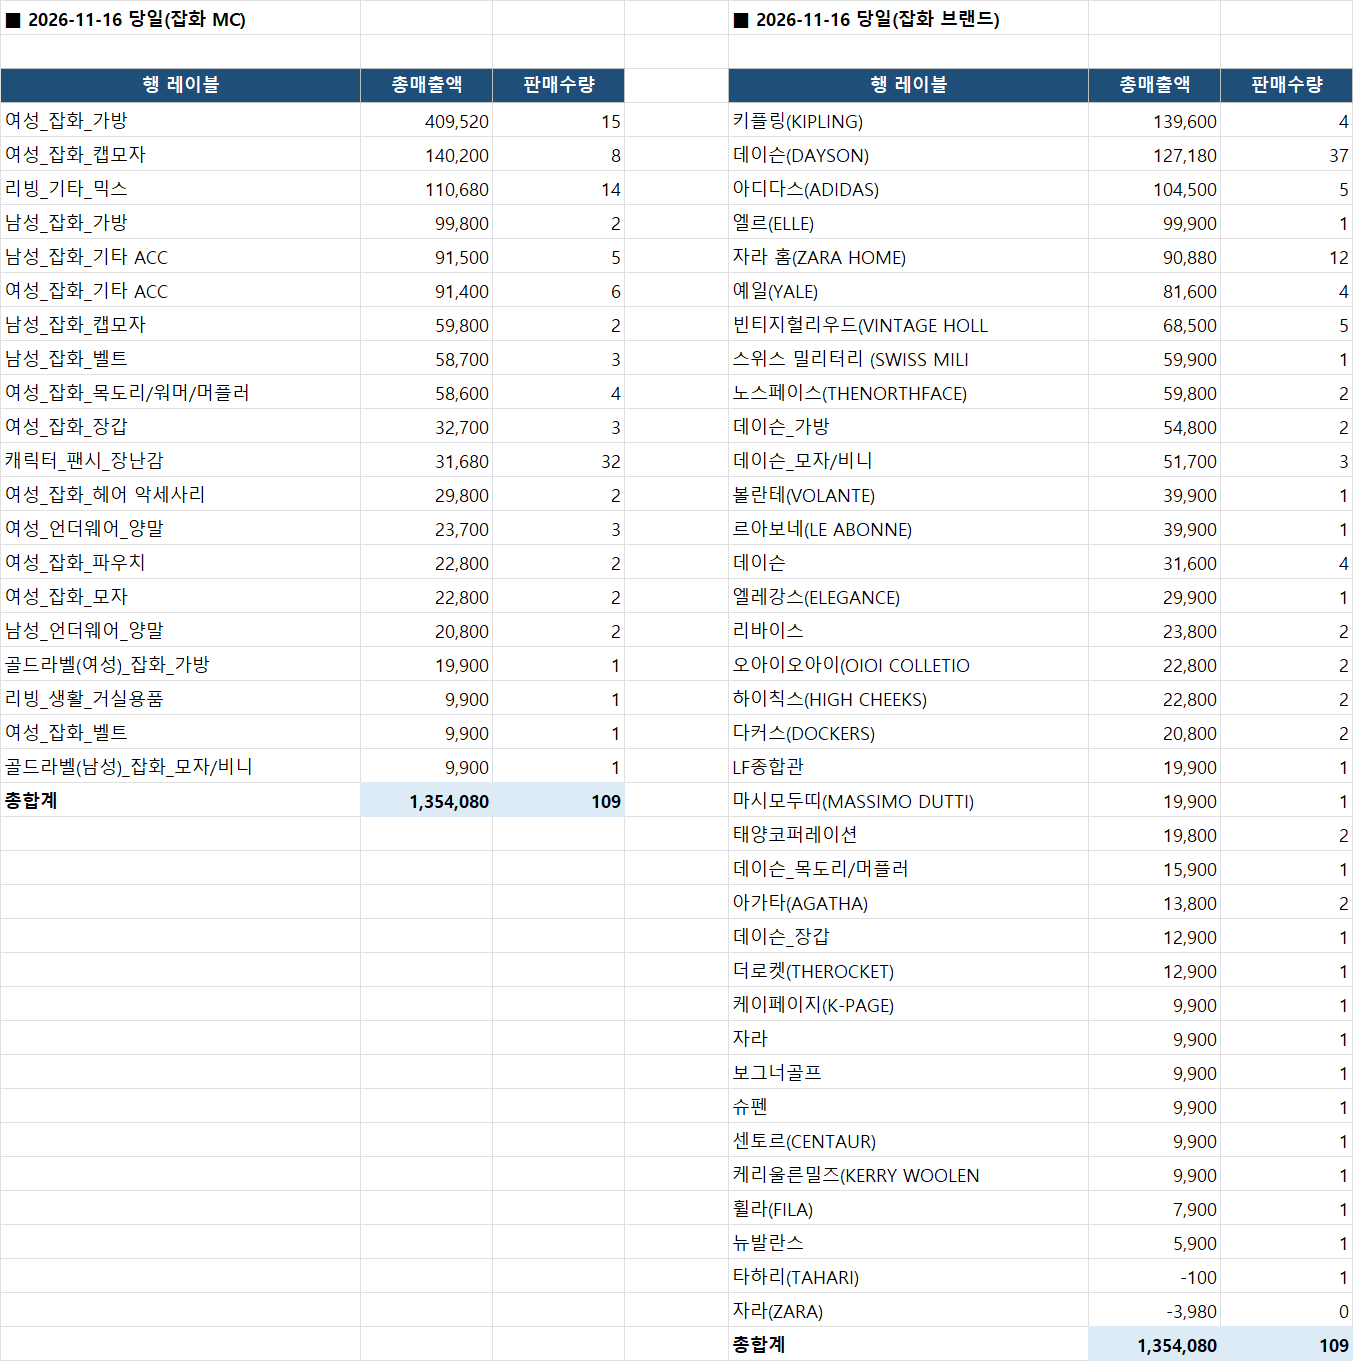 ■ 2026-11-16 당일(잡화 MC)
행 레이블 총매출액 판매수량
여성_잡화_가방 409,520 15
여성_잡화_캡모자 140,200 8
리빙_기타_믹스 110,680 14
남성_잡화_가방 99,800 2
남성_잡화_기타 ACC 91,500 5
여성_잡화_기타 ACC 91,400 6
남성_잡화_캡모자 59,800 2
남성_잡화_벨트 58,700 3
여성_잡화_목도리/워머/머플러 58,600 4
여성_잡화_장갑 32,700 3
캐릭터_팬시_장난감 31,680 32
여성_잡화_헤어 악세사리 29,800 2
여성_언더웨어_양말 23,700 3
여성_잡화_파우치 22,800 2
여성_잡화_모자 22,800 2
남성_언더웨어_양말 20,800 2
골드라벨(여성)_잡화_가방 19,900 1
리빙_생활_거실용품 9,900 1
여성_잡화_벨트 9,900 1
골드라벨(남성)_잡화_모자/비니 9,900 1
총합계 1,354,080 109
■ 2026-11-16 당일(잡화 브랜드)
행 레이블 총매출액 판매수량
키플링(KIPLING) 139,600 4
데이슨(DAYSON) 127,180 37
아디다스(ADIDAS) 104,500 5
엘르(ELLE) 99,900 1
자라 홈(ZARA HOME) 90,880 12
예일(YALE) 81,600 4
빈티지헐리우드(VINTAGE HOLL 68,500 5
스위스 밀리터리 (SWISS MILI 59,900 1
노스페이스(THENORTHFACE) 59,800 2
데이슨_가방 54,800 2
데이슨_모자/비니 51,700 3
볼란테(VOLANTE) 39,900 1
르아보네(LE ABONNE) 39,900 1
데이슨 31,600 4
엘레강스(ELEGANCE) 29,900 1
리바이스 23,800 2
오아이오아이(OIOI COLLETIO 22,800 2
하이칙스(HIGH CHEEKS) 22,800 2
다커스(DOCKERS) 20,800 2
LF종합관 19,900 1
마시모두띠(MASSIMO DUTTI) 19,900 1
태양코퍼레이션 19,800 2
데이슨_목도리/머플러 15,900 1
아가타(AGATHA) 13,800 2
데이슨_장갑 12,900 1
더로켓(THEROCKET) 12,900 1
케이페이지(K-PAGE) 9,900 1
자라 9,900 1
보그너골프 9,900 1
슈펜 9,900 1
센토르(CENTAUR) 9,900 1
케리울른밀즈(KERRY WOOLEN 9,900 1
휠라(FILA) 7,900 1
뉴발란스 5,900 1
타하리(TAHARI) -100 1
자라(ZARA) -3,980 0
총합계 1,354,080 109